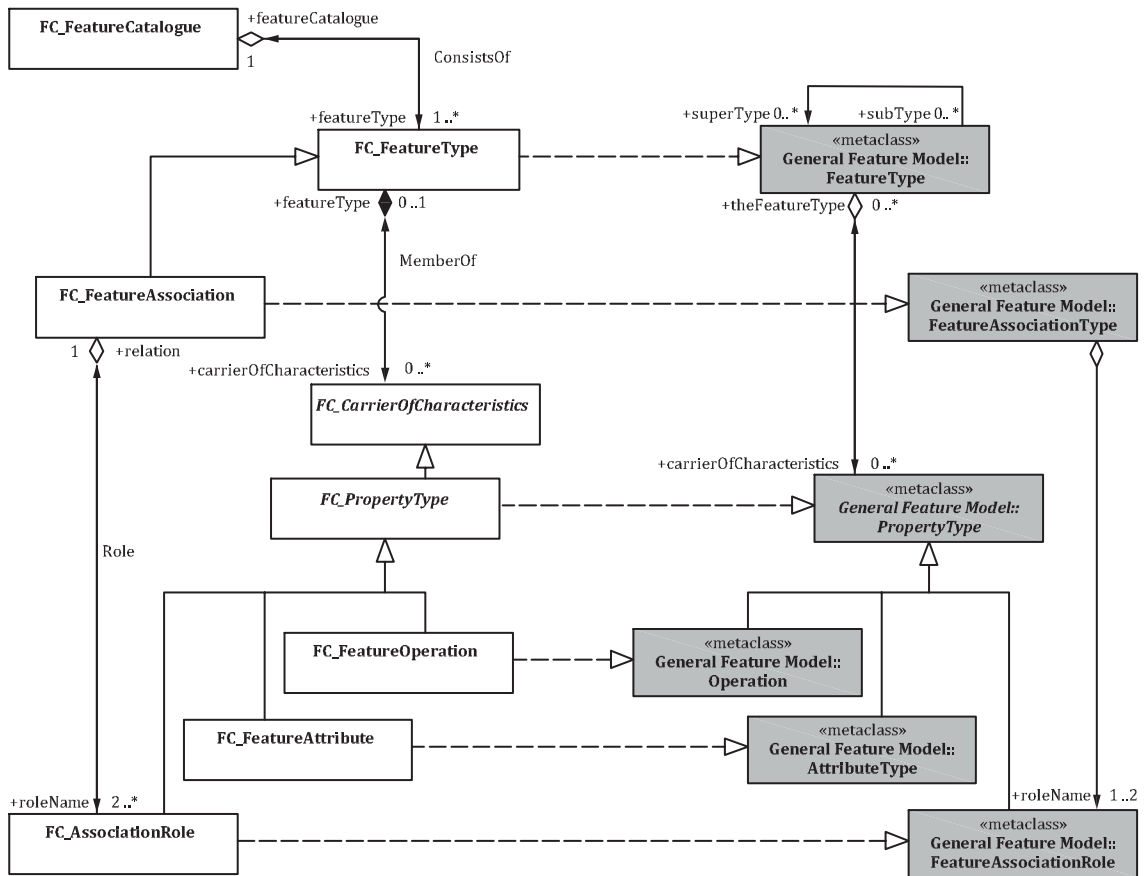 +featureCatalogue
FC_FeatureCatalogue
1
ConsistsOf
+featureType 1..*
+superType 0..* +subType 0..*
FC_FeatureType
«metaclass»
General Feature Model::
FeatureType
+featureType 0..1
+theFeatureType 0..*
MemberOf
FC_FeatureAssociation
«metaclass»
General Feature Model::
FeatureAssociationType
1 +relation
+carrierOfCharacteristics 0..*
FC_CarrierOfCharacteristics
+carrierOfCharacteristics 0..*
FC_PropertyType
«metaclass»
General Feature Model::
PropertyType
Role
FC_FeatureOperation
«metaclass»
General Feature Model::
Operation
FC_FeatureAttribute
«metaclass»
General Feature Model::
AttributeType
+roleName 2..*
+roleName 1..2
FC_AssociationRole
«metaclass»
General Feature Model::
FeatureAssociationRole